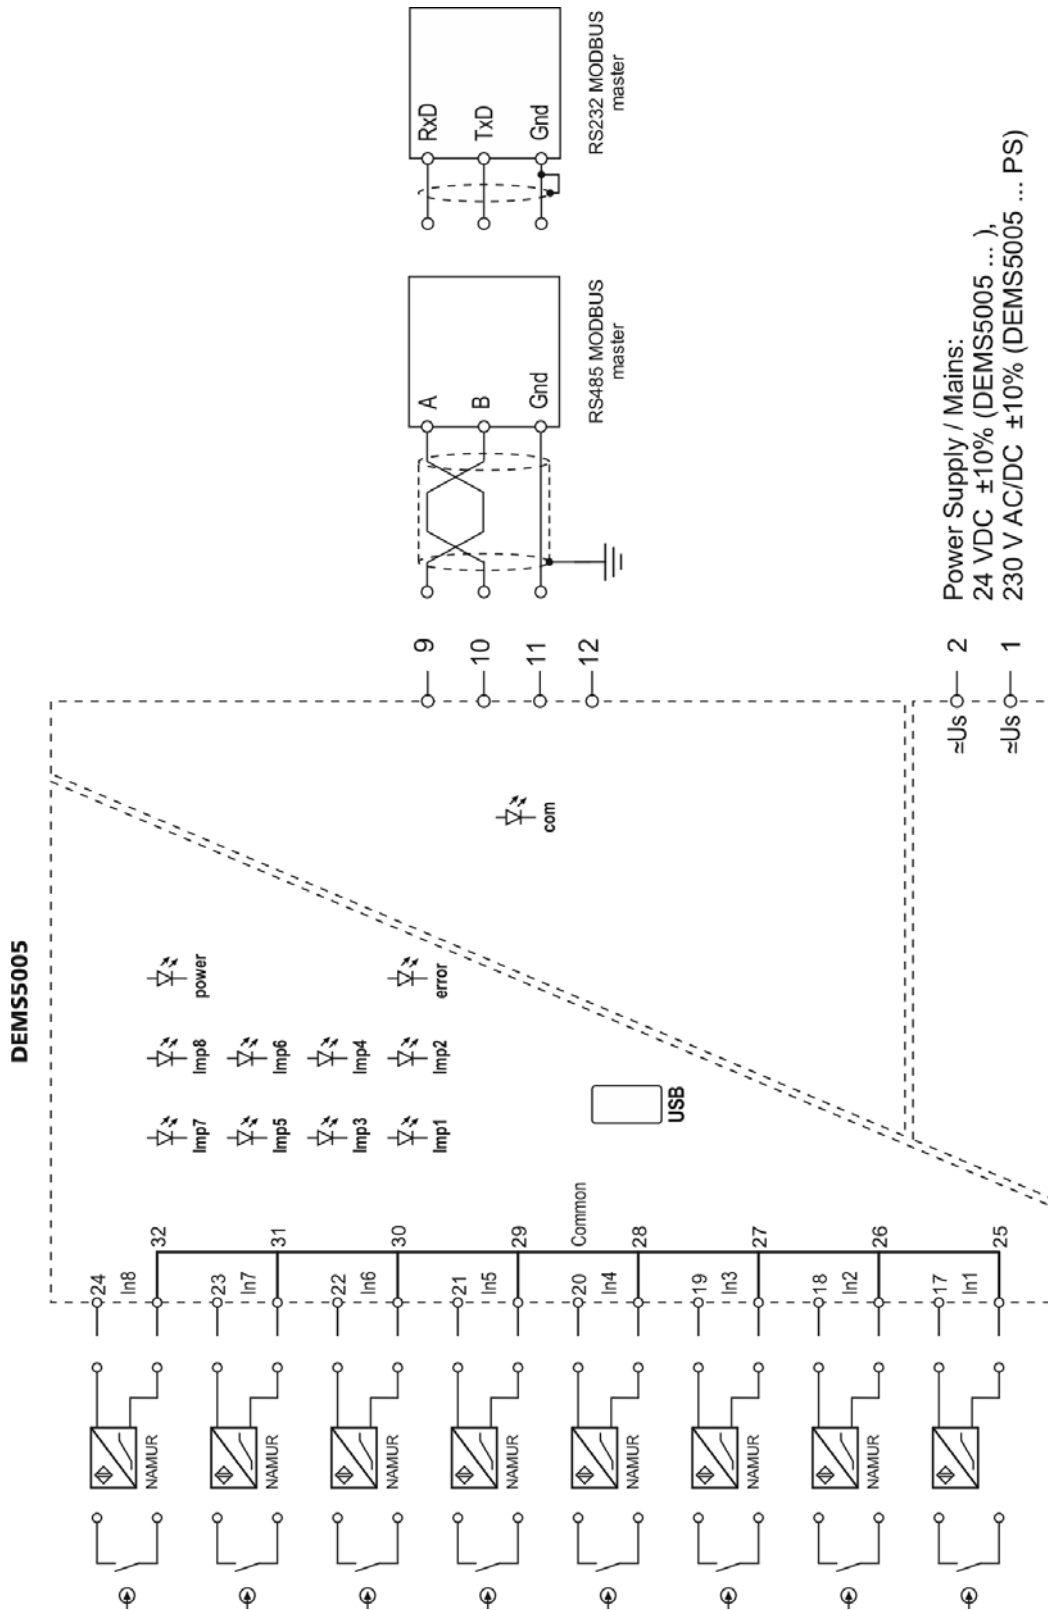 DEMS5005
24
In8
32
23
In7
31
22
In6
30
21
In5
29
Common
20
In4
28
19
In3
27
18
In2
26
17
In1
25
NAMUR
NAMUR
NAMUR
NAMUR
NAMUR
NAMUR
NAMUR
NAMUR
Imp7
Imp5
Imp3
Imp1
Imp8
Imp6
Imp4
Imp2
power
error
USB
com
9
10
11
12
≈Us
2
≈Us
1
A
B
Gnd
RS485 MODBUS
master
RxD
TxD
Gnd
RS232 MODBUS
master
Power Supply / Mains:
24 VDC ±10% (DEMS5005 ... ),
230 V AC/DC ±10% (DEMS5005 ... PS)